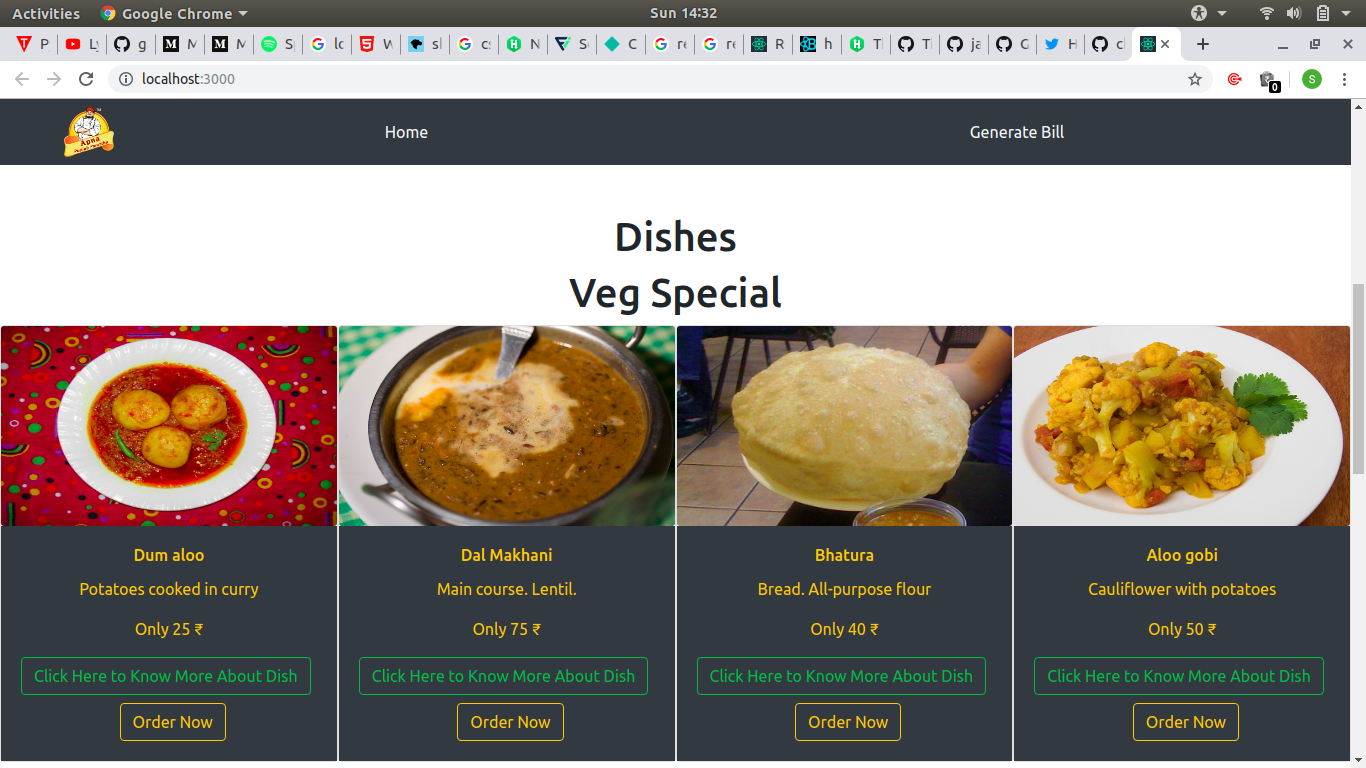 Activities Google Chrome Sun 14:32
P Ly g M M S lo W sl G cs N S C re re R h Tl Tl ja G H cl
localhost:3000 0 S
Apna
Home Generate Bill
Dishes
Veg Special
Dum aloo Dal Makhani Bhatura Aloo gobi
Potatoes cooked in curry Main course. Lentil. Bread. All-purpose flour Cauliflower with potatoes
Only 25 ₹ Only 75 ₹ Only 40 ₹ Only 50 ₹
Click Here to Know More About Dish Click Here to Know More About Dish Click Here to Know More About Dish Click Here to Know More About Dish
Order Now Order Now Order Now Order Now